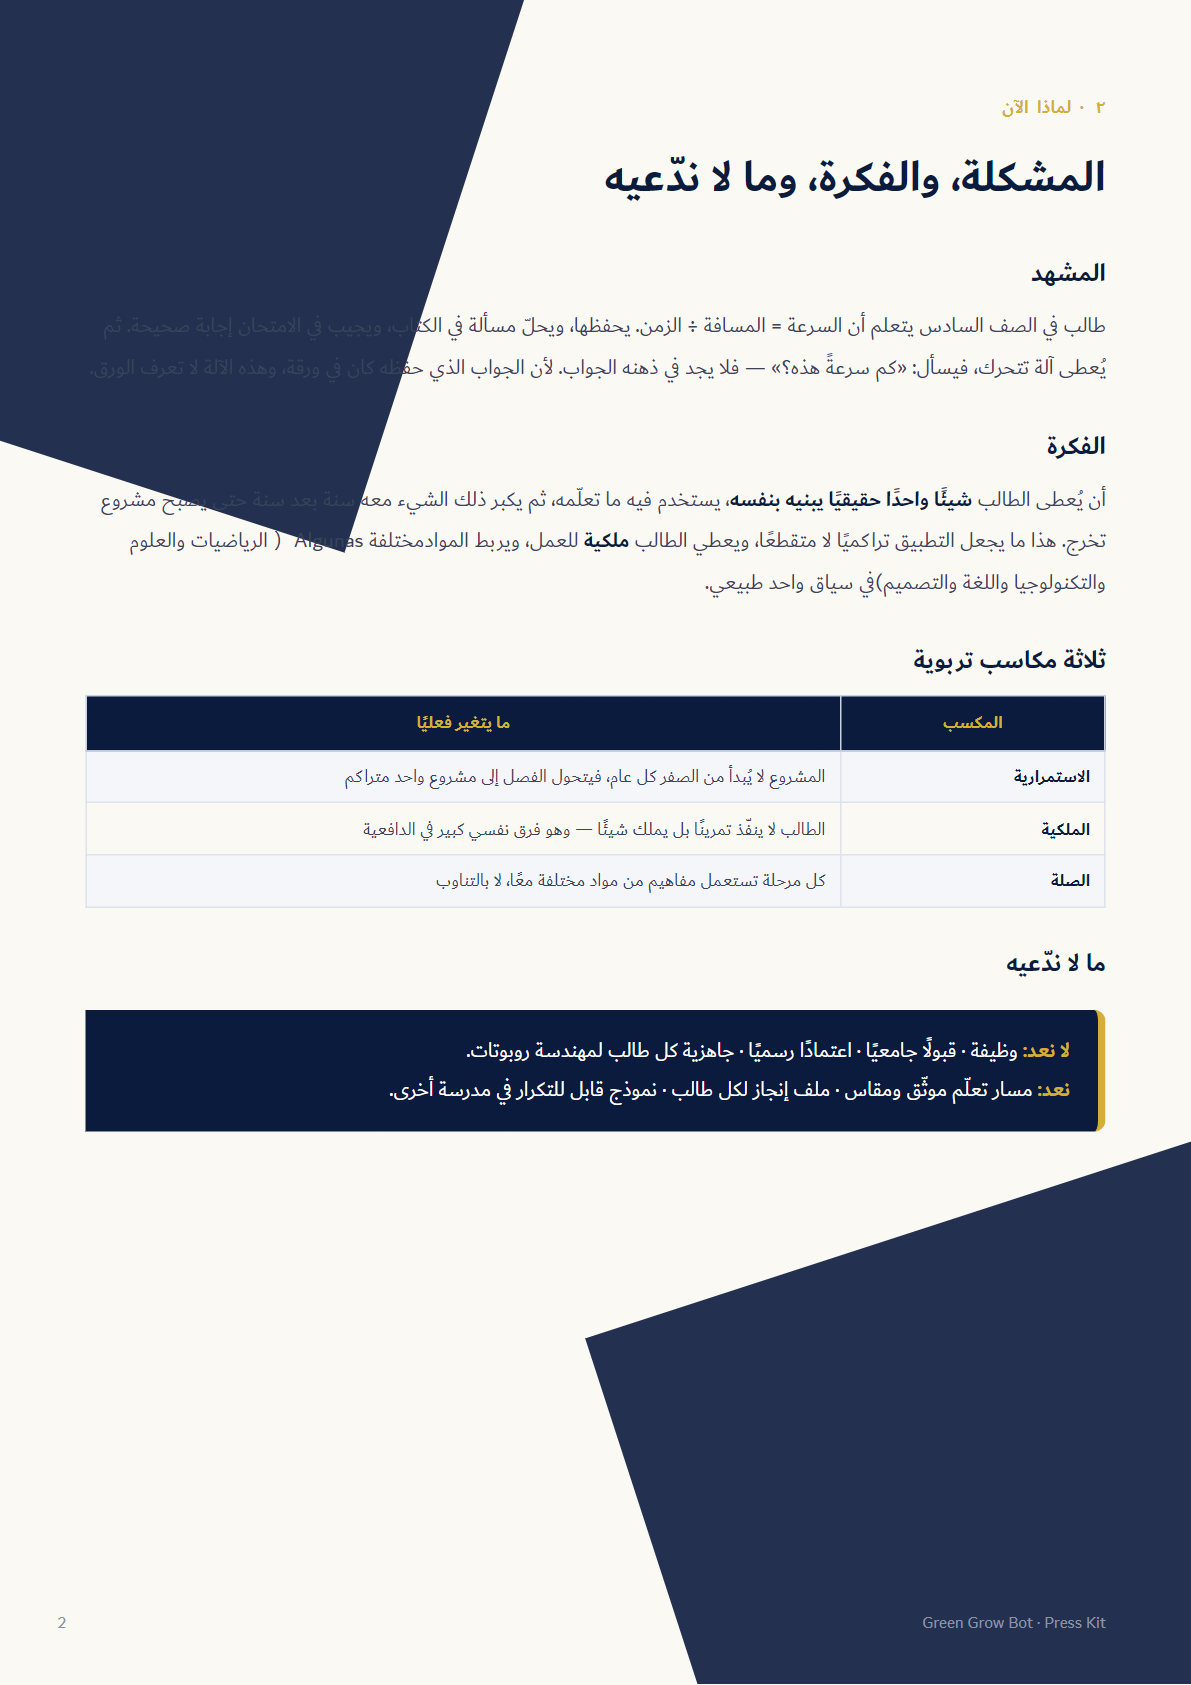 ٢ · لماذا الآن
المشكلة، والفكرة، وما لا ندّعيه
المشهد
طالب في الصف السادس يتعلم أن السرعة = المسافة ÷ الزمن. يحفظها، ويحلّ مسألة في الكتاب، ويجيب في الامتحان إجابة صحيحة. ثم
يُعطى آلة تتحرك، فيسأل: «كم سرعةً هذه؟» — فلا يجد في ذهنه الجواب. لأن الجواب الذي حفظه كان في ورقة، وهذه الآلة لا تعرف الورق.
الفكرة
أن يُعطى الطالب شيئًا واحدًا حقيقيًا يبنيه بنفسه، يستخدم فيه ما تعلّمه، ثم يكبر ذلك الشيء معه سنة بعد سنة حتى يصبح مشروع
تخرج. هذا ما يجعل التطبيق تراكميًا لا متقطعًا، ويعطي الطالب ملكية للعمل، ويربط الموادمختلفة Algunas ( الرياضيات والعلوم
والتكنولوجيا واللغة والتصميم)في سياق واحد طبيعي.
ثلاثة مكاسب تربوية
المكسب ما يتغير فعليًا
الاستمرارية المشروع لا يُبدأ من الصفر كل عام، فيتحول الفصل إلى مشروع واحد متراكم
الملكية الطالب لا ينفّذ تمرينًا بل يملك شيئًا — وهو فرق نفسي كبير في الدافعية
الصلة كل مرحلة تستعمل مفاهيم من مواد مختلفة معًا، لا بالتناوب
ما لا ندّعيه
لا نعد: وظيفة · قبولًا جامعيًا · اعتمادًا رسميًا · جاهزية كل طالب لمهندسة روبوتات.
نعد: مسار تعلّم موثّق ومقاس · ملف إنجاز لكل طالب · نموذج قابل للتكرار في مدرسة أخرى.
Green Grow Bot · Press Kit
2